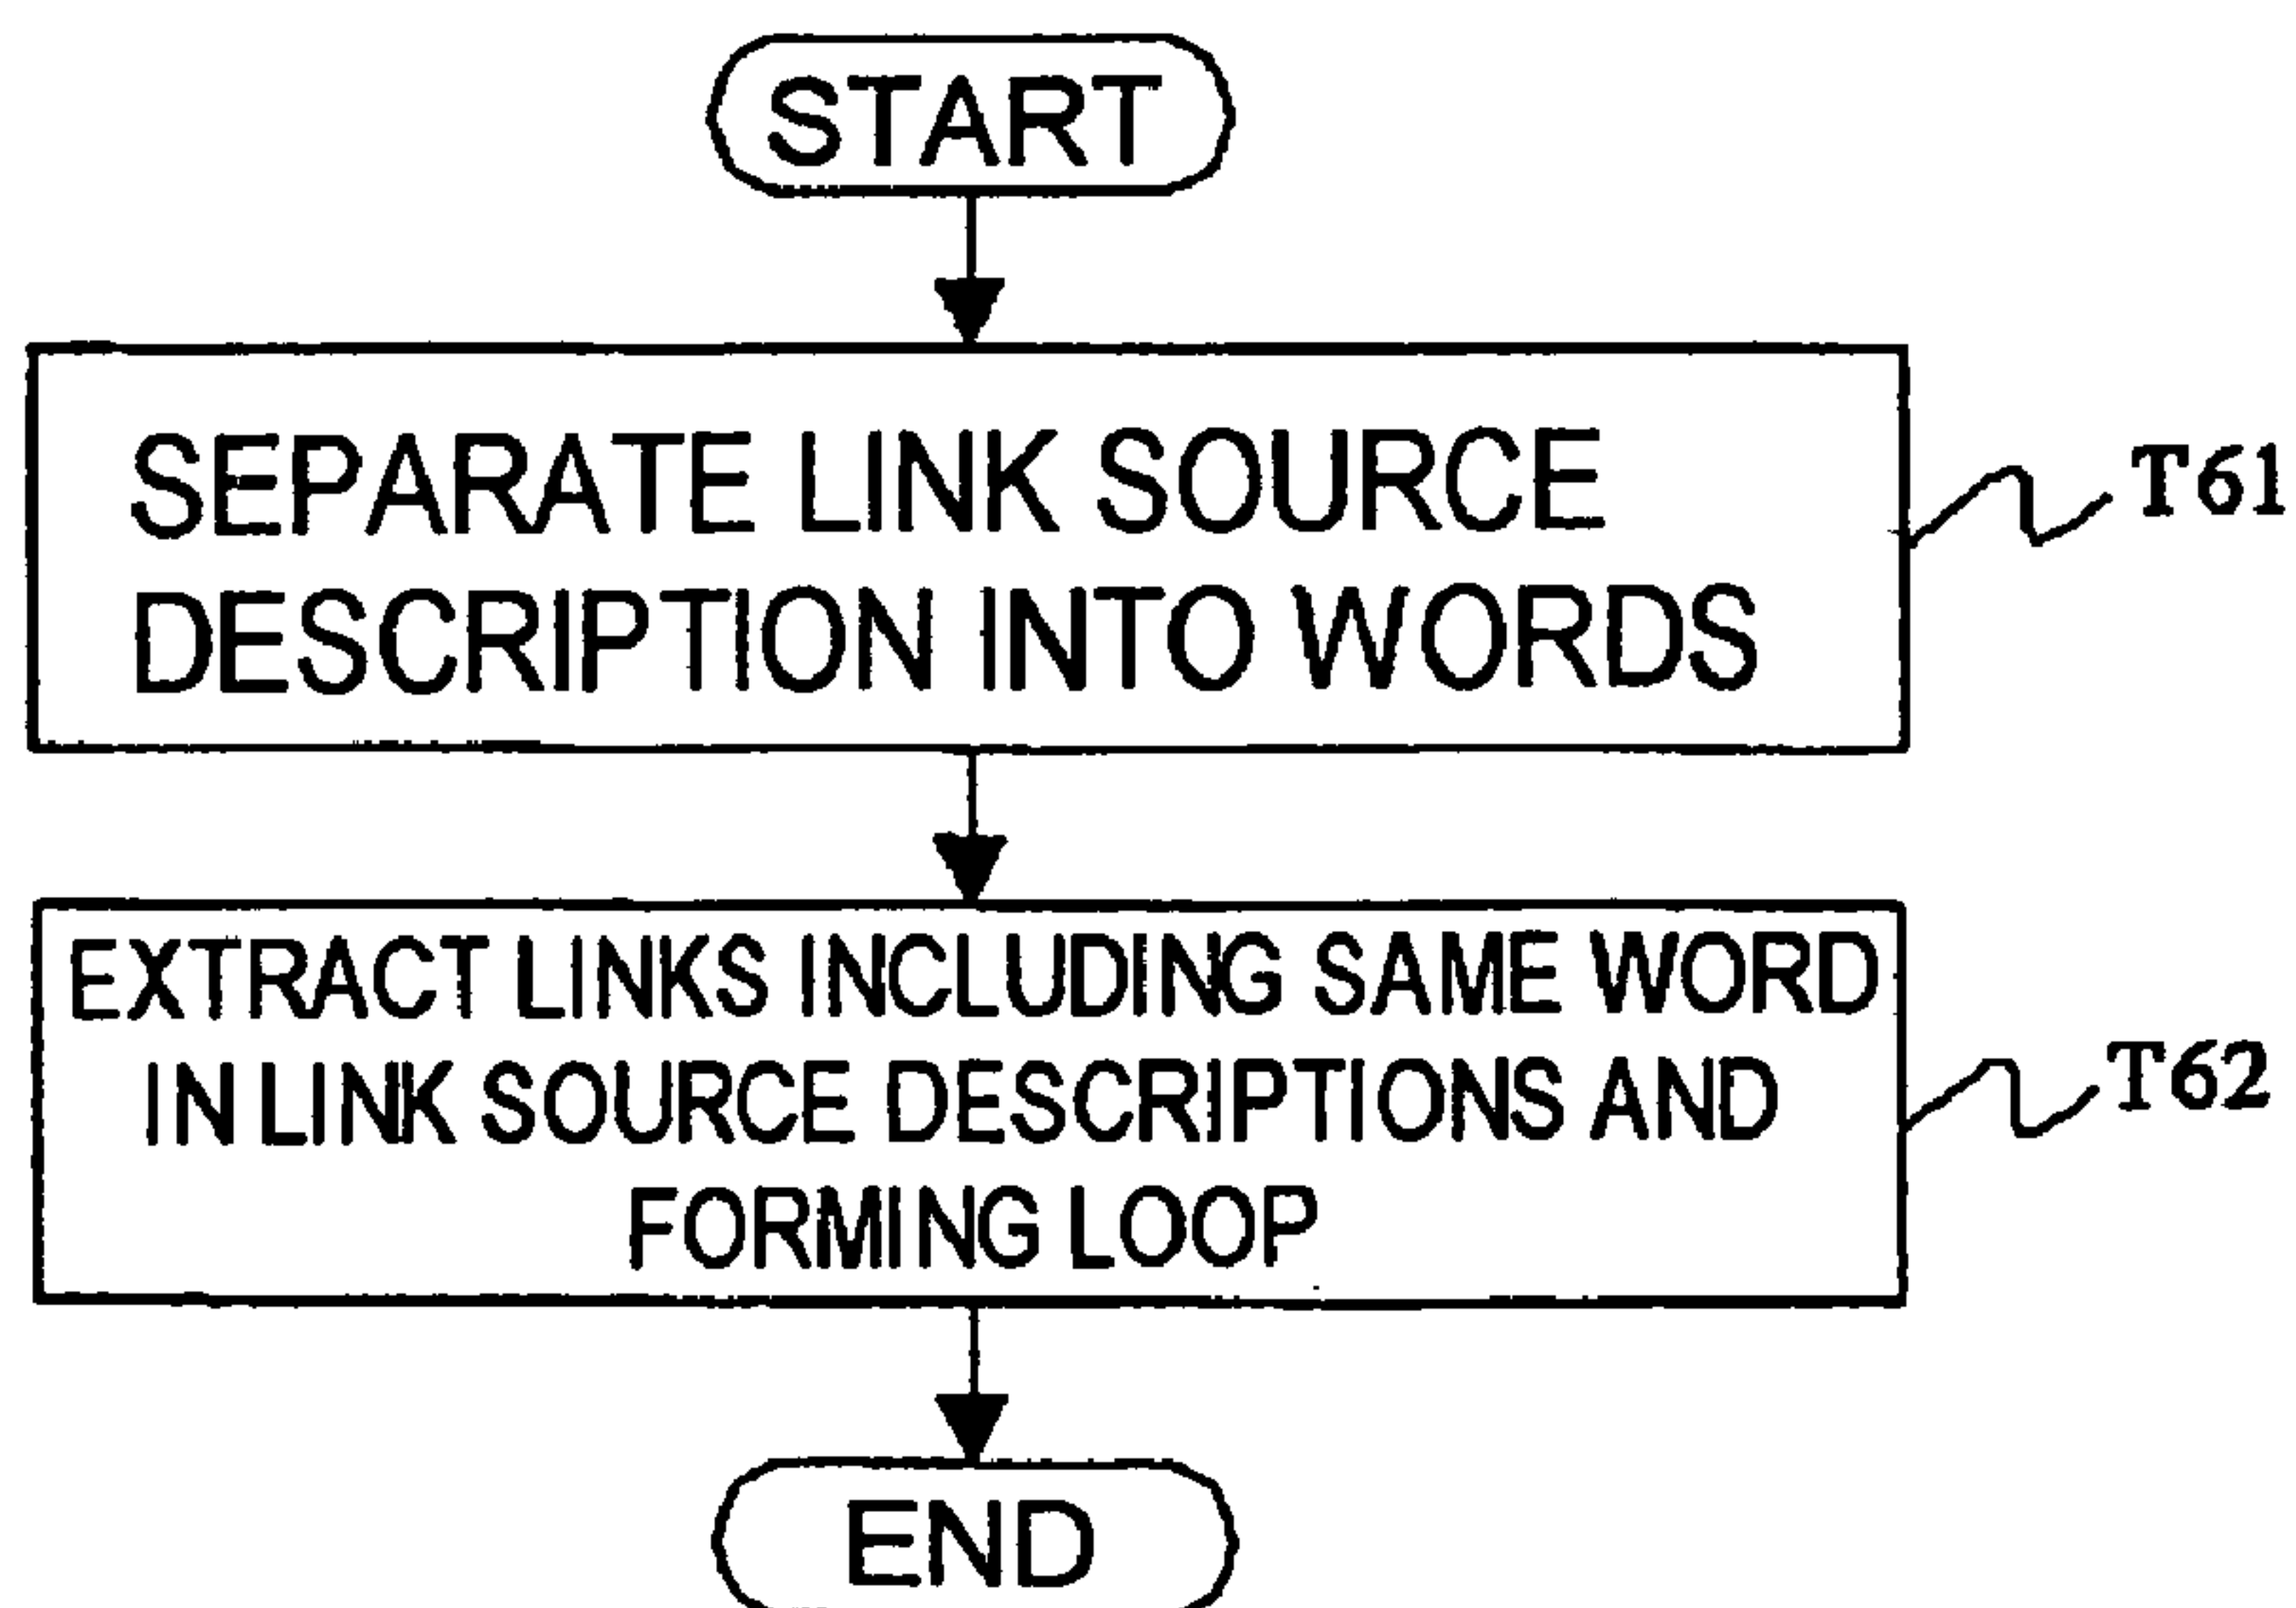 START
SEPARATE LINK SOURCE
DESCRIPTION INTO WORDS
T61
EXTRACT LINKS INCLUDING SAME WORD
IN LINK SOURCE DESCRIPTIONS AND
FORMING LOOP
T62
END